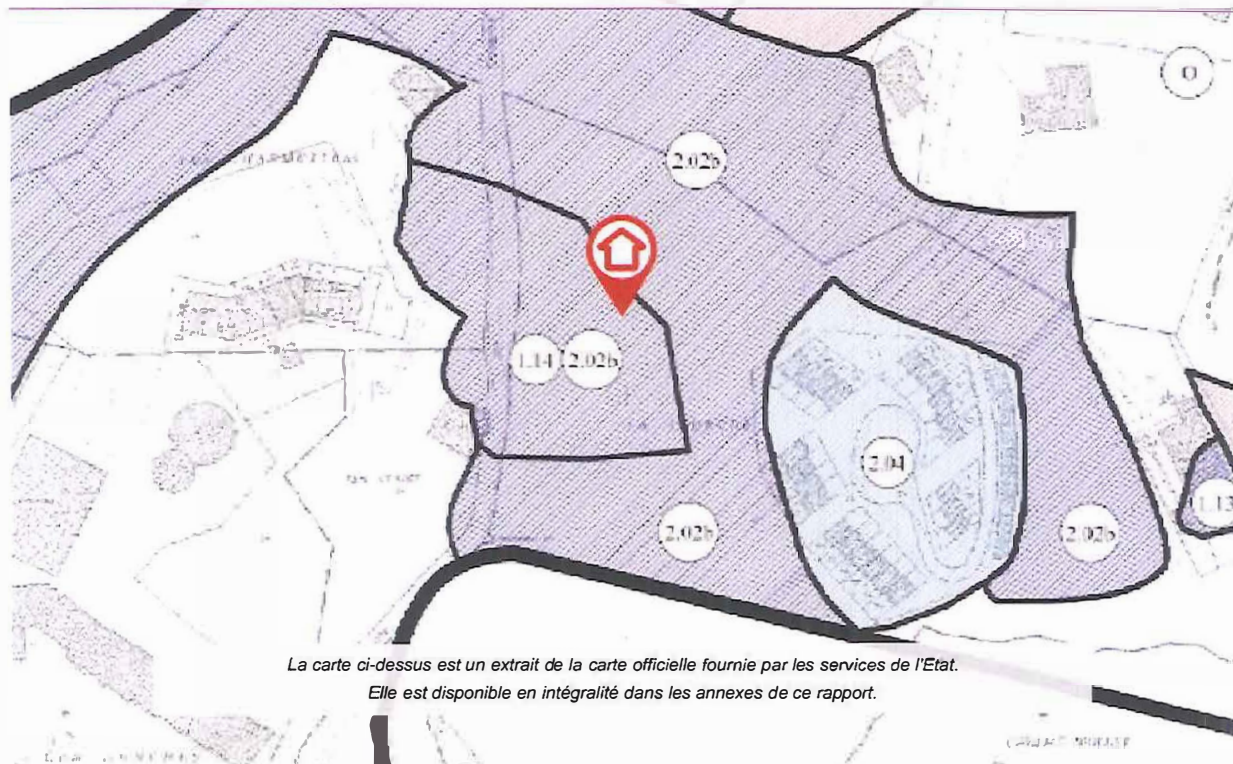 O
2.02b
1.14 2.02b
2.04
1.13
2.02b
2.02b
La carte ci-dessus est un extrait de la carte officielle fournie par les services de l'Etat.
Elle est disponible en intégralité dans les annexes de ce rapport.